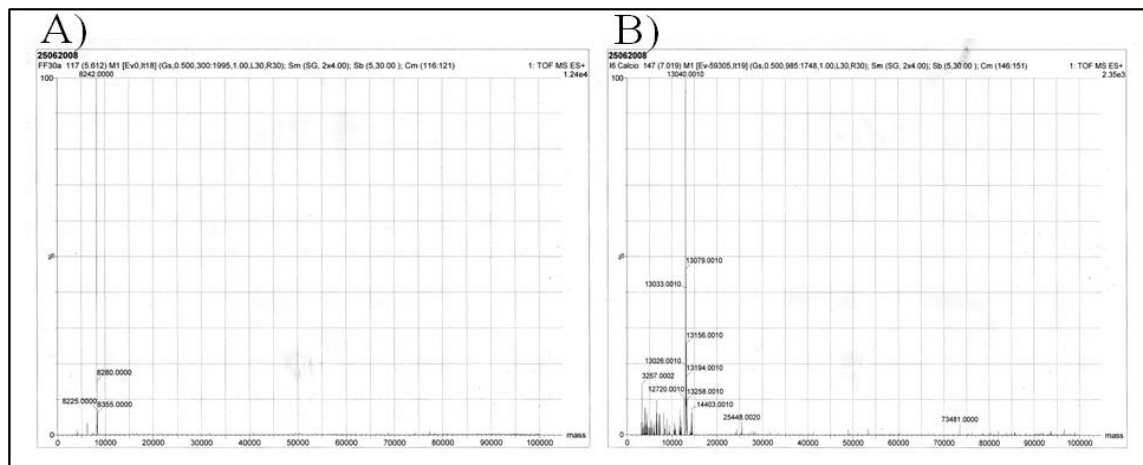 A)
25062008
FF30a 117 (5.612) M1 [Ev0,It18] (Gs,0.500,300:1995,1.00,L30,R30); Sm (SG, 2x4.00); Sb (5,30.00 ); Cm (116:121)
1: TOF MS ES+
8242.0000
1.24e4
100
%
8280.0000
8225.0000
8355.0000
0
0 10000 20000 30000 40000 50000 60000 70000 80000 90000 100000
mass
B)
25062008
I6 Calcio 147 (7.019) M1 [Ev-59305,It19] (Gs,0.500,985:1748,1.00,L30,R30); Sm (SG, 2x4.00); Sb (5,30.00 ); Cm (146:151)
1: TOF MS ES+
13040.0010
2.35e3
100
%
13079.0010
13033.0010
13156.0010
13026.0010
13194.0010
3257.0002
12720.0010
13258.0010
14403.0010
25448.0020
73481.0000
0
0 10000 20000 30000 40000 50000 60000 70000 80000 90000 100000
mass